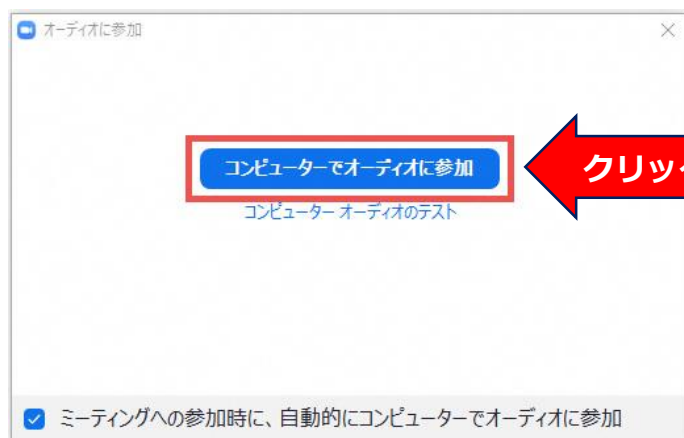 オーディオに参加
コンピューターでオーディオに参加
コンピューター オーディオのテスト
ミーティングへの参加時に、自動的にコンピューターでオーディオに参加